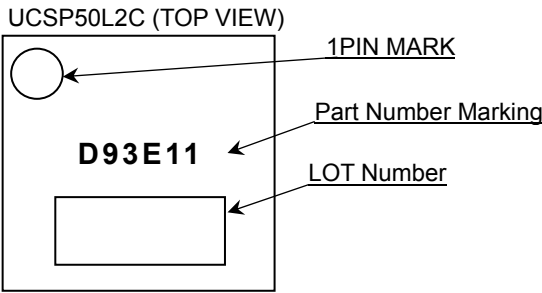 UCSP50L2C (TOP VIEW)
1PIN MARK
Part Number Marking
D93E11
LOT Number